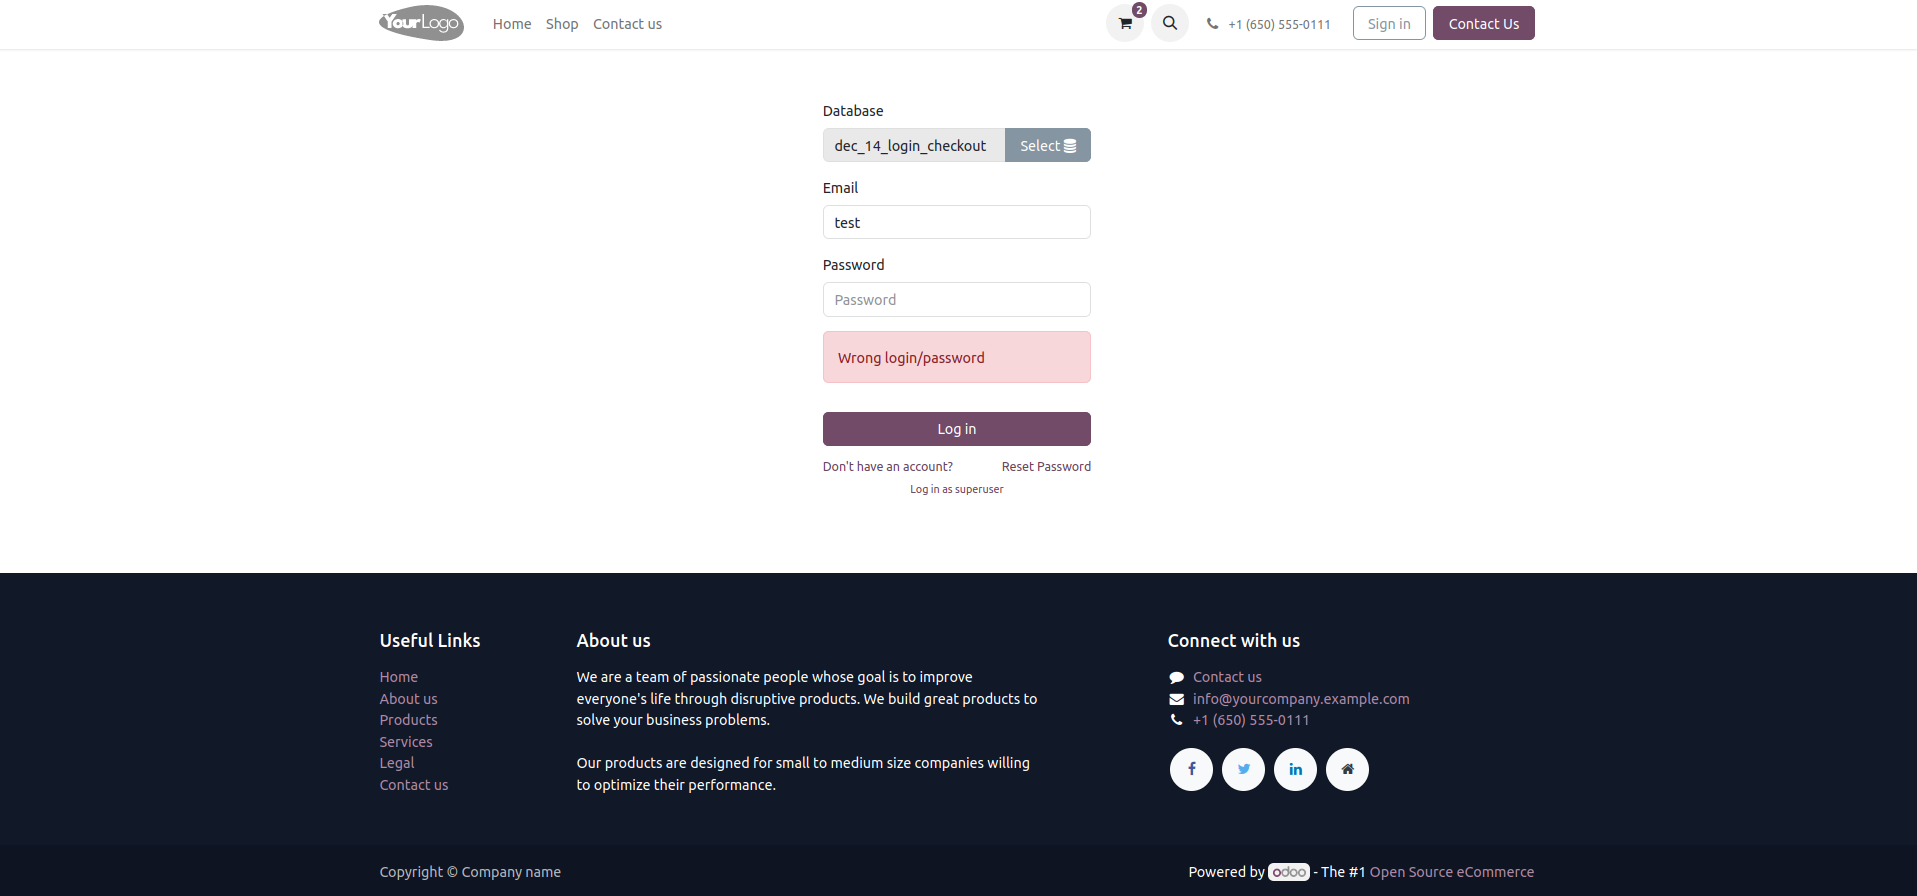 YourLogo Home Shop Contact us 2 +1 (650) 555-0111 Sign in Contact Us
Database
dec_14_login_checkout Select
Email
test
Password
Password
Wrong login/password
Log in
Don't have an account? Reset Password
Log in as superuser
Useful Links
Home
About us
Products
Services
Legal
Contact us
About us
We are a team of passionate people whose goal is to improve
everyone's life through disruptive products. We build great products to
solve your business problems.
Our products are designed for small to medium size companies willing
to optimize their performance.
Connect with us
Contact us
info@yourcompany.example.com
+1 (650) 555-0111
Copyright © Company name
Powered by odoo - The #1 Open Source eCommerce